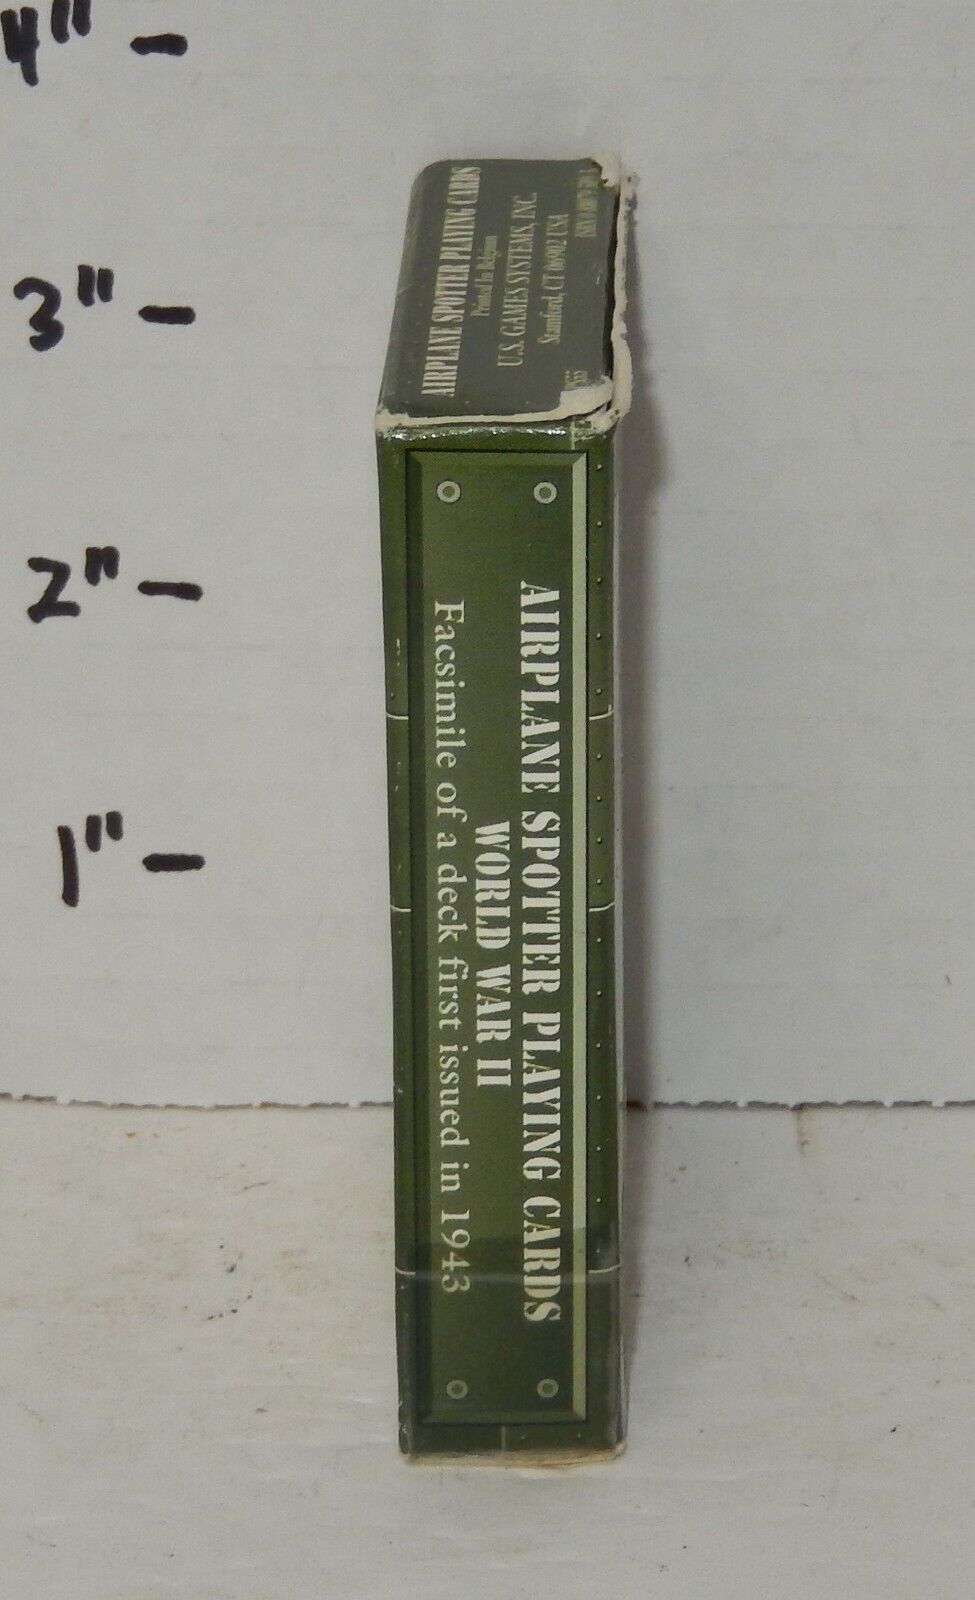 4" -
3" -
2" -
1" -
AIRPLANE SPOTTER PLAYING CARDS
Printed In Belgium
U.S. GAMES SYSTEMS, INC.
Stamford, CT 06902 USA
ISBN
AIRPLANE SPOTTER PLAYING CARDS
WORLD WAR II
Facsimile of a deck first issued in 1943